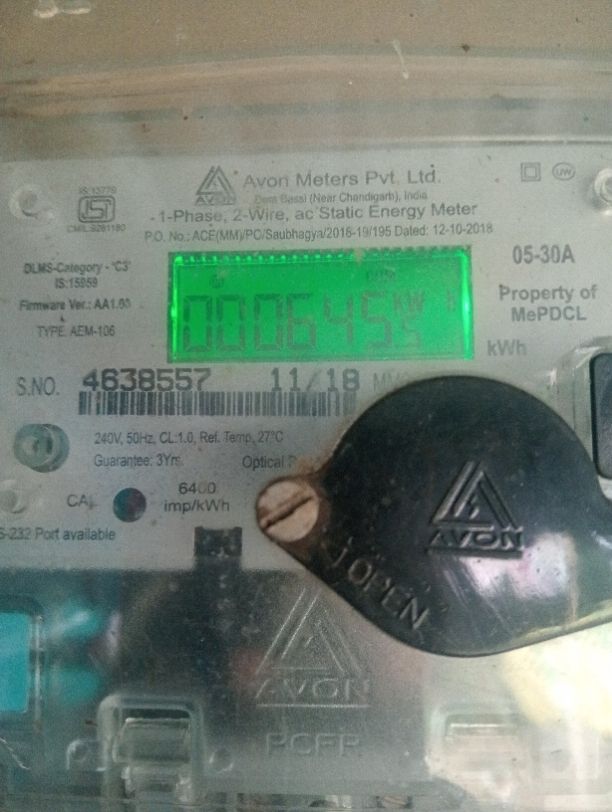 Avon Meters Pvt. Ltd.
AVON
Dera Bassi (Near Chandigarh), India
1-Phase, 2-Wire, ac Static Energy Meter
P.O. No.: ACE(MM)/PC/Saubhagya/2018-19/195 Dated: 12-10-2018
IS:13779
ISI
CM/L:9261180
UW
DLMS-Category - 'C3'
IS:15959
05-30A
Firmware Ver.: AA1.00
Property of
MePDCL
TYPE: AEM-106
000645
kW
kWh
S.NO. 4638557 11/18
240V, 50Hz, CL:1.0, Ref. Temp. 27°C
Guarantee: 3Yrs. Optical
CAL
6400
imp/kWh
S-232 Port available
AVON
OPEN
AVON